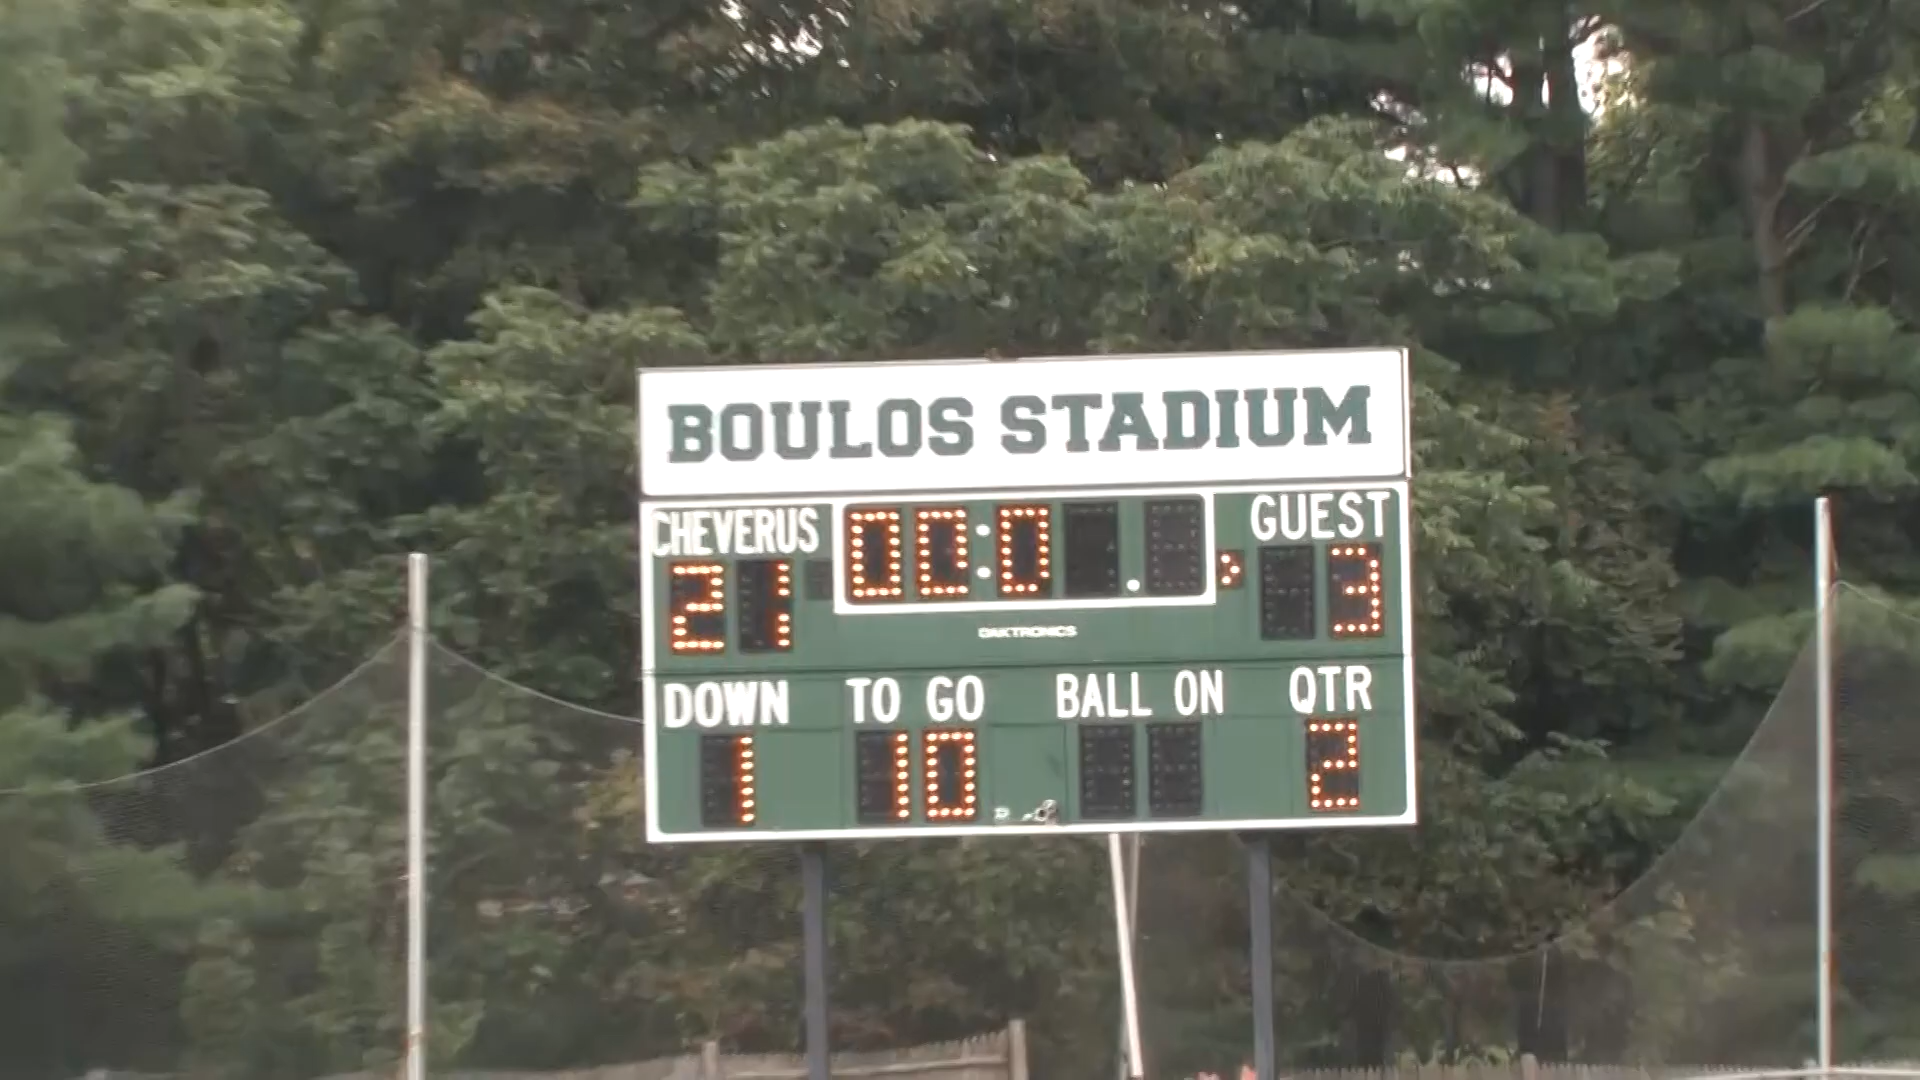 BOULOS STADIUM
CHEVERUS 00:0 . GUEST
21 3
DAKTRONICS
DOWN TO GO BALL ON QTR
1 10 2